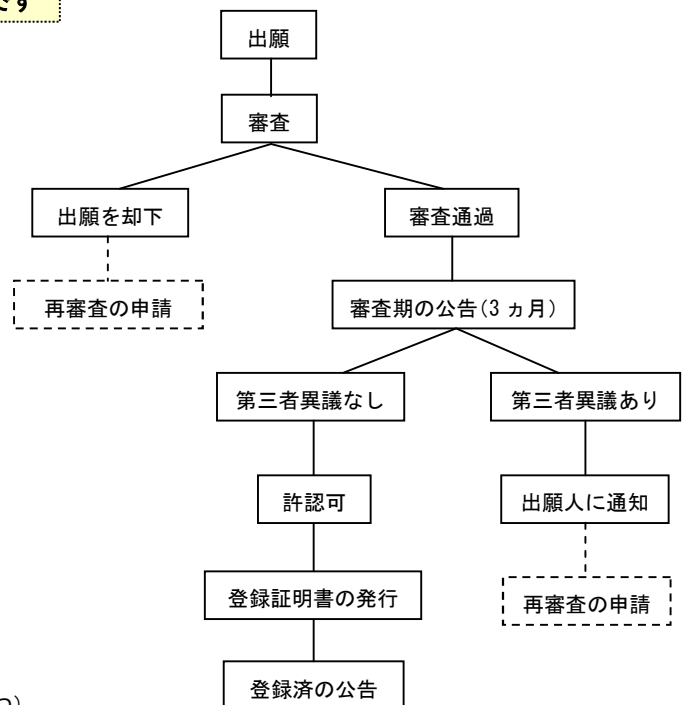 です
出願
審査
出願を却下
審査通過
再審査の申請
審査期の公告(3 ヵ月)
第三者異議なし
第三者異議あり
許認可
出願人に通知
登録証明書の発行
再審査の申請
登録済の公告